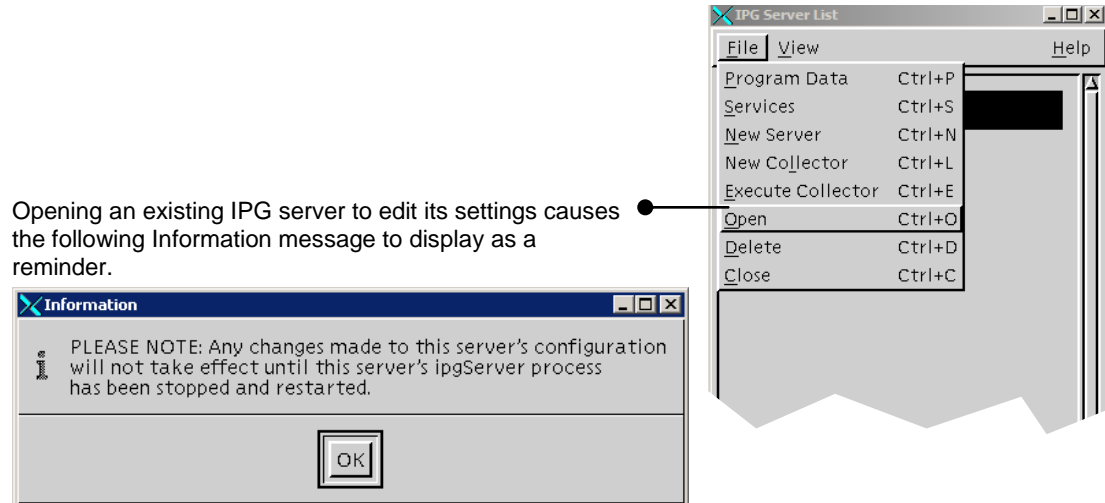 IPG Server List
File View Help
Program Data Ctrl+P
Services Ctrl+S
New Server Ctrl+N
New Collector Ctrl+L
Execute Collector Ctrl+E
Open Ctrl+O
Delete Ctrl+D
Close Ctrl+C
Opening an existing IPG server to edit its settings causes
the following Information message to display as a
reminder.
Information
PLEASE NOTE: Any changes made to this server's configuration
will not take effect until this server's ipgServer process
has been stopped and restarted.
OK